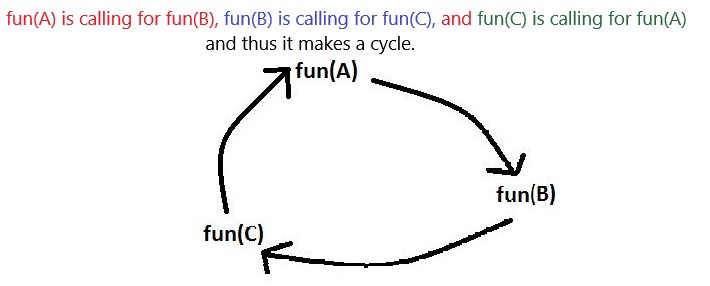 fun(A) is calling for fun(B), fun(B) is calling for fun(C), and fun(C) is calling for fun(A)
and thus it makes a cycle.
fun(A)
fun(B)
fun(C)